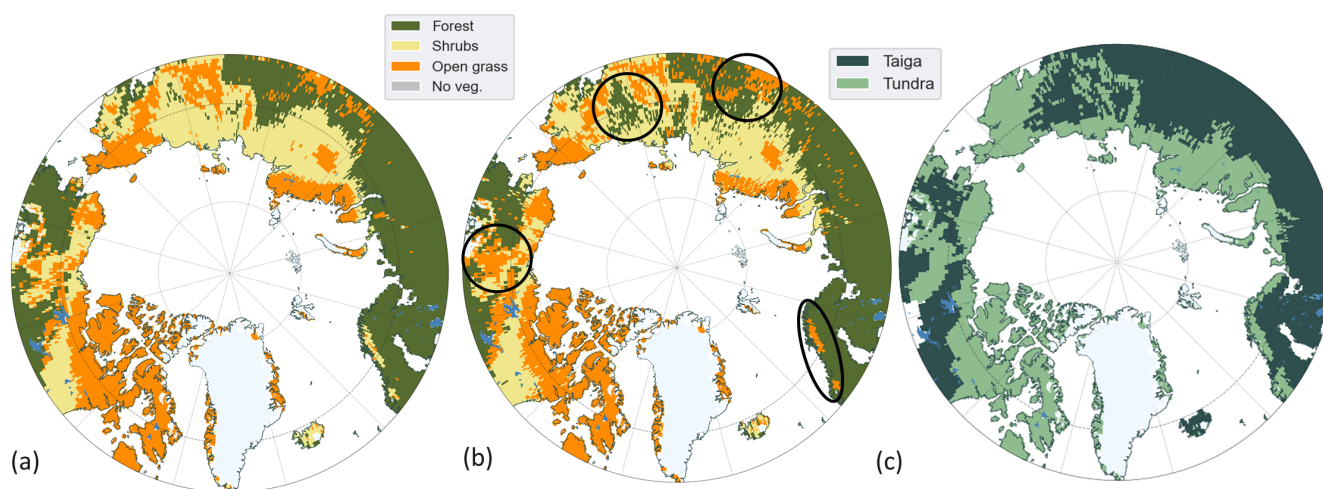 Forest
Shrubs
Open grass
No veg.
Taiga
Tundra
(a)
(b)
(c)